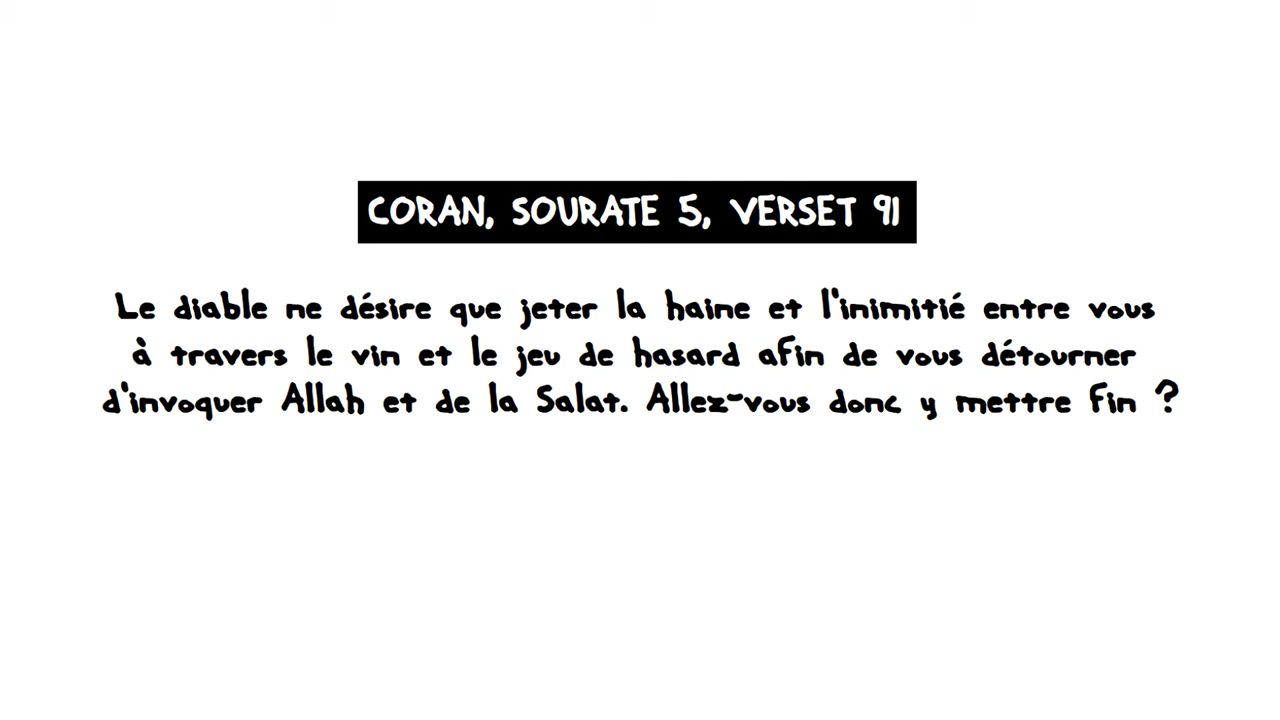 CORAN, SOURATE 5, VERSET 91
Le diable ne désire que jeter la haine et l'inimitié entre vous
à travers le vin et le jeu de hasard afin de vous détourner
d'invoquer Allah et de la Salat. Allez-vous donc y mettre fin ?